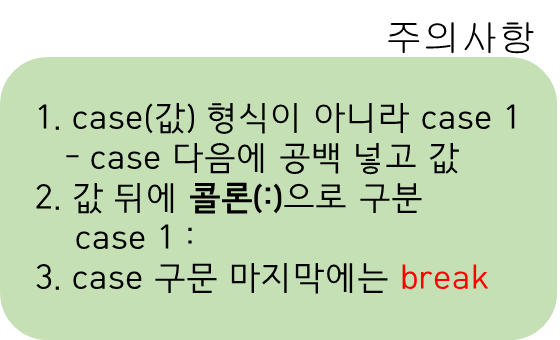 주의사항
1. case(값) 형식이 아니라 case 1
- case 다음에 공백 넣고 값
2. 값 뒤에 콜론(:)으로 구분
case 1 :
3. case 구문 마지막에는 break